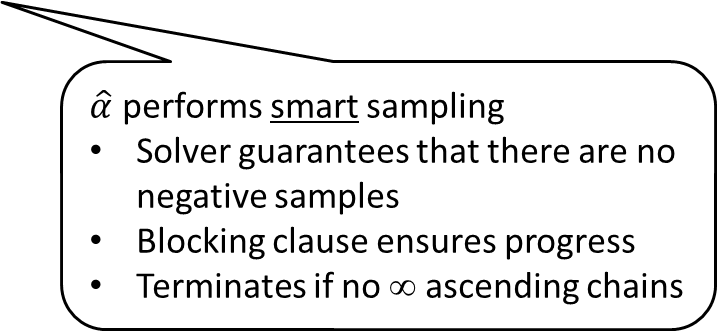 α̂ performs smart sampling
• Solver guarantees that there are no
negative samples
• Blocking clause ensures progress
• Terminates if no ∞ ascending chains